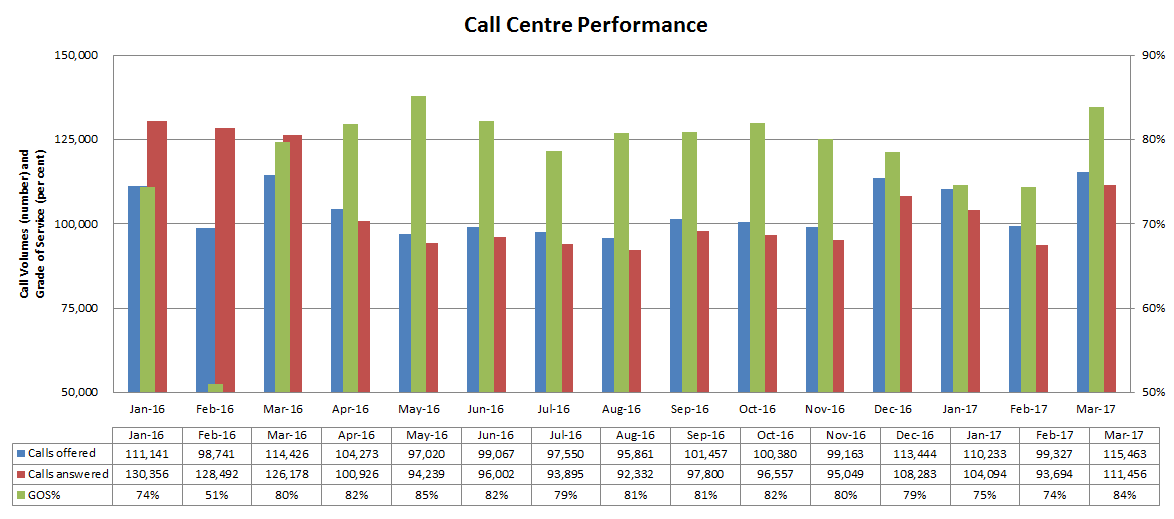 Call Centre Performance
150,000 90%
125,000 80%
100,000 70%
75,000 60%
50,000 50%
Call Volumes (number) and
Grade of Service (per cent)
Jan-16 Feb-16 Mar-16 Apr-16 May-16 Jun-16 Jul-16 Aug-16 Sep-16 Oct-16 Nov-16 Dec-16 Jan-17 Feb-17 Mar-17
Jan-16 Feb-16 Mar-16 Apr-16 May-16 Jun-16 Jul-16 Aug-16 Sep-16 Oct-16 Nov-16 Dec-16 Jan-17 Feb-17 Mar-17
Calls offered 111,141 98,741 114,426 104,273 97,020 99,067 97,550 95,861 101,457 100,380 99,163 113,444 110,233 99,327 115,463
Calls answered 130,356 128,492 126,178 100,926 94,239 96,002 93,895 92,332 97,800 96,557 95,049 108,283 104,094 93,694 111,456
GOS% 74% 51% 80% 82% 85% 82% 79% 81% 81% 82% 80% 79% 75% 74% 84%